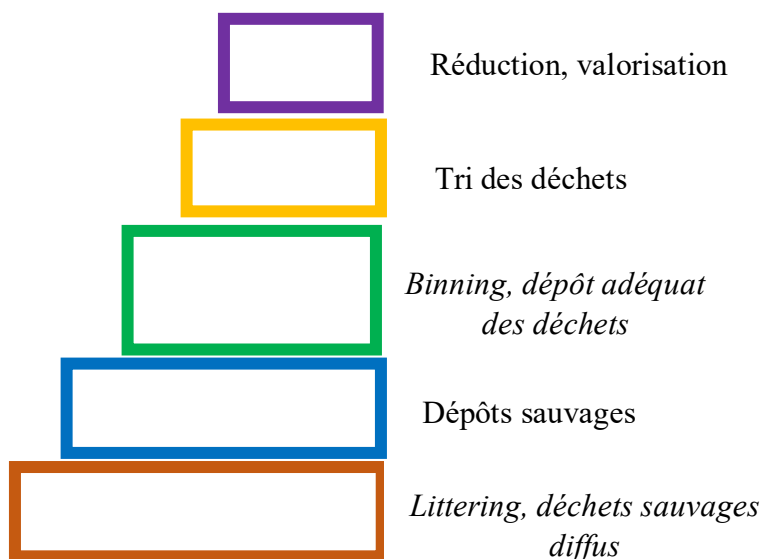 Réduction, valorisation
Tri des déchets
Binning, dépôt adéquat
des déchets
Dépôts sauvages
Littering, déchets sauvages
diffus